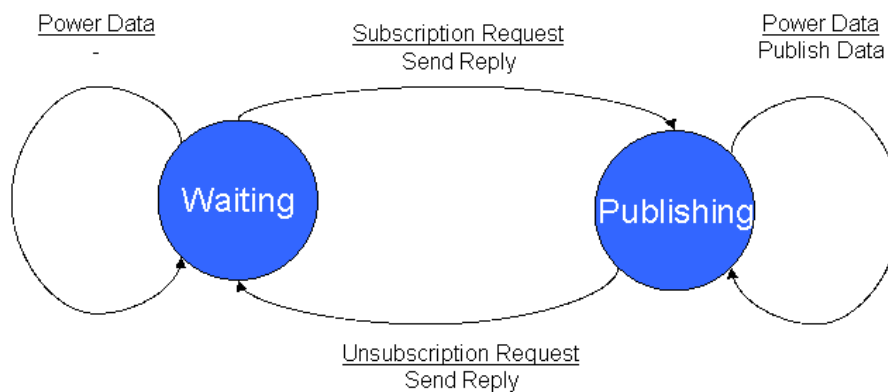 Power Data
-
Subscription Request
Send Reply
Power Data
Publish Data
Waiting
Publishing
Unsubscription Request
Send Reply